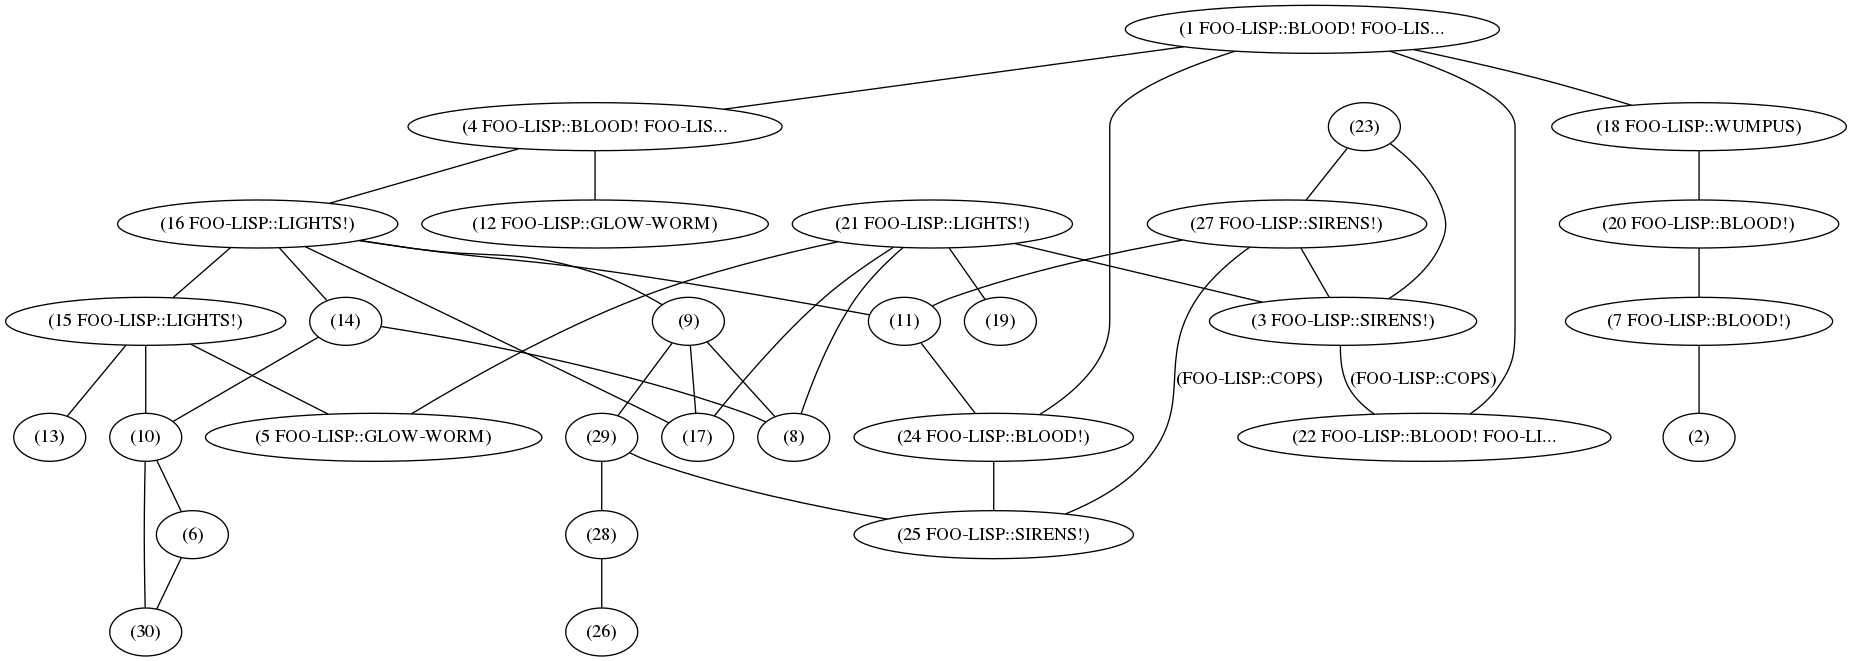 (1 FOO-LISP::BLOOD! FOO-LIS...
(4 FOO-LISP::BLOOD! FOO-LIS...
(23)
(18 FOO-LISP::WUMPUS)
(16 FOO-LISP::LIGHTS!)
(12 FOO-LISP::GLOW-WORM)
(21 FOO-LISP::LIGHTS!)
(27 FOO-LISP::SIRENS!)
(20 FOO-LISP::BLOOD!)
(15 FOO-LISP::LIGHTS!)
(14)
(9)
(11)
(19)
(3 FOO-LISP::SIRENS!)
(7 FOO-LISP::BLOOD!)
(FOO-LISP::COPS)
(FOO-LISP::COPS)
(13)
(10)
(5 FOO-LISP::GLOW-WORM)
(29)
(17)
(8)
(24 FOO-LISP::BLOOD!)
(22 FOO-LISP::BLOOD! FOO-LI...
(2)
(6)
(28)
(25 FOO-LISP::SIRENS!)
(30)
(26)